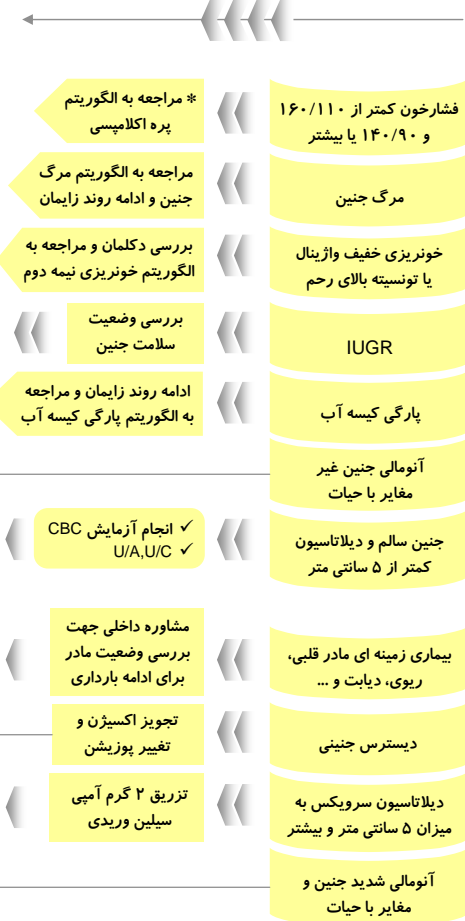 فشارخون کمتر از ۱۶۰/۱۱۰
و ۱۴۰/۹۰ یا بیشتر
* مراجعه به الگوریتم
پره اکلامپسی
مرگ جنین
مراجعه به الگوریتم مرگ
جنین و ادامه روند زایمان
خونریزی خفیف واژینال
یا تونسیته بالای رحم
بررسی دکلمان و مراجعه به
الگوریتم خونریزی نیمه دوم
IUGR
بررسی وضعیت
سلامت جنین
پارگی کیسه آب
ادامه روند زایمان و مراجعه
به الگوریتم پارگی کیسه آب
آنومالی جنین غیر
مغایر با حیات
جنین سالم و دیلاتاسیون
کمتر از ۵ سانتی متر
✓ انجام آزمایش CBC
✓ U/A,U/C
بیماری زمینه ای مادر قلبی،
ریوی، دیابت و ...
مشاوره داخلی جهت
بررسی وضعیت مادر
برای ادامه بارداری
دیسترس جنینی
تجویز اکسیژن و
تغییر پوزیشن
دیلاتاسیون سرویکس به
میزان ۵ سانتی متر و بیشتر
تزریق ۲ گرم آمپی
سیلین وریدی
آنومالی شدید جنین و
مغایر با حیات